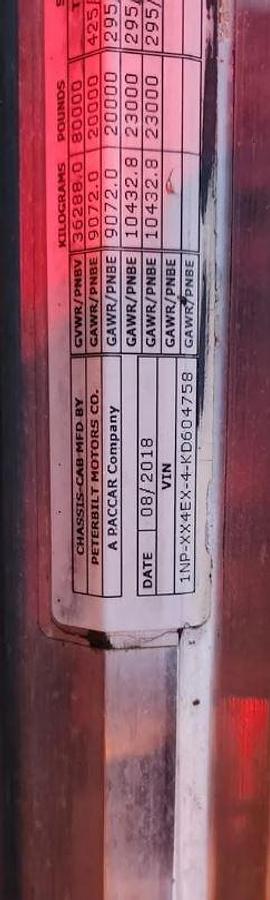 KILOGRAMS POUNDS
CHASSIS-CAB MFD BY GVWR/PNBV 36288.0 80000
PETERBILT MOTORS CO. GAWR/PNBE 9072.0 20000 425/
A PACCAR Company GAWR/PNBE 9072.0 20000 295
GAWR/PNBE 10432.8 23000 295/
DATE 08/2018 GAWR/PNBE 10432.8 23000 295/
VIN GAWR/PNBE
1NP-XX4EX-4-KD604758 GAWR/PNBE